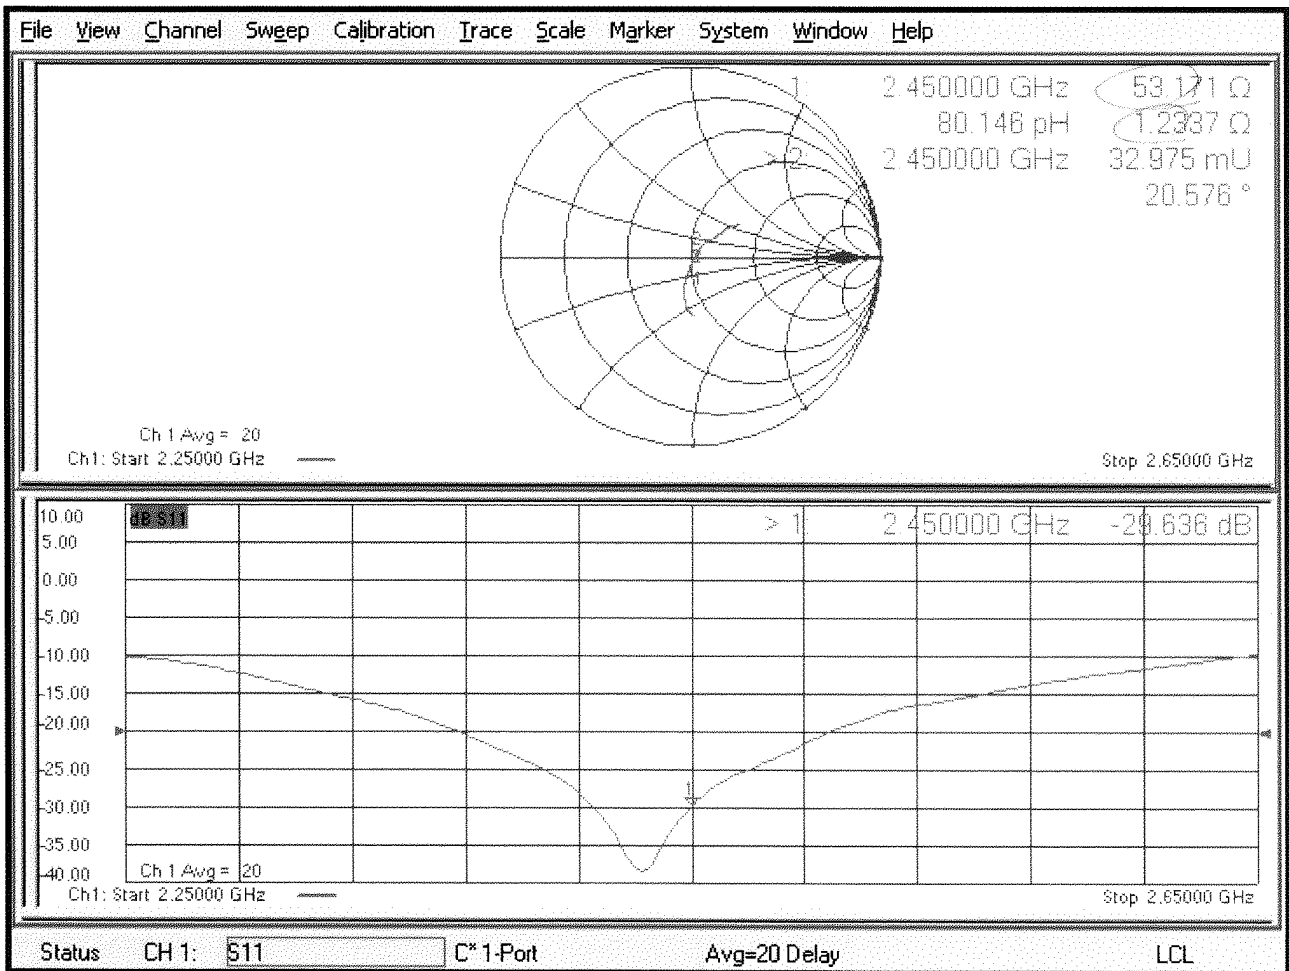 File View Channel Sweep Calibration Trace Scale Marker System Window Help
1: 2.450000 GHz 53.171 Ω
80.146 pH 1.2337 Ω
> 2: 2.450000 GHz 32.975 mU
20.576 °
Ch 1 Avg = 20
Ch1: Start 2.25000 GHz
Stop 2.65000 GHz
10.00
dB S11
> 1: 2.450000 GHz -29.636 dB
5.00
0.00
-5.00
-10.00
-15.00
-20.00
-25.00
1
-30.00
-35.00
-40.00
Ch 1 Avg = 20
Ch1: Start 2.25000 GHz
Stop 2.65000 GHz
Status CH 1: S11 C* 1-Port Avg=20 Delay LCL